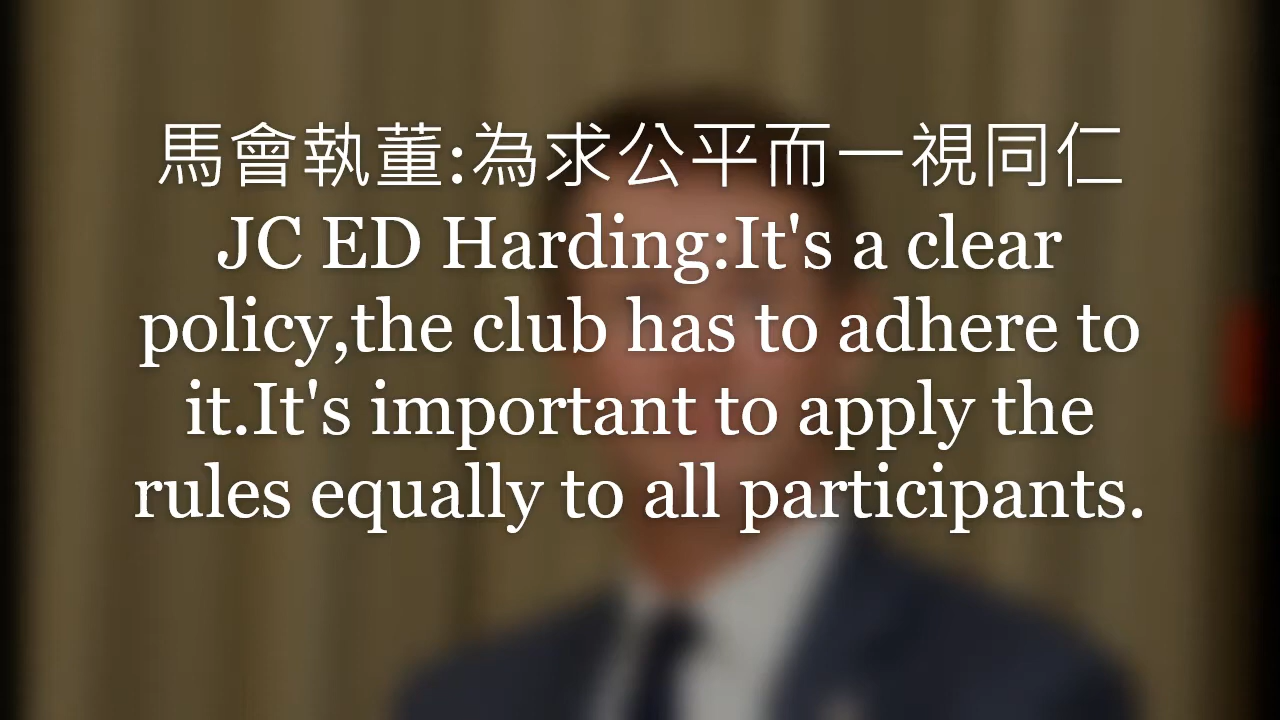 馬會執董:為求公平而一視同仁
JC ED Harding:It's a clear
policy,the club has to adhere to
it.It's important to apply the
rules equally to all participants.